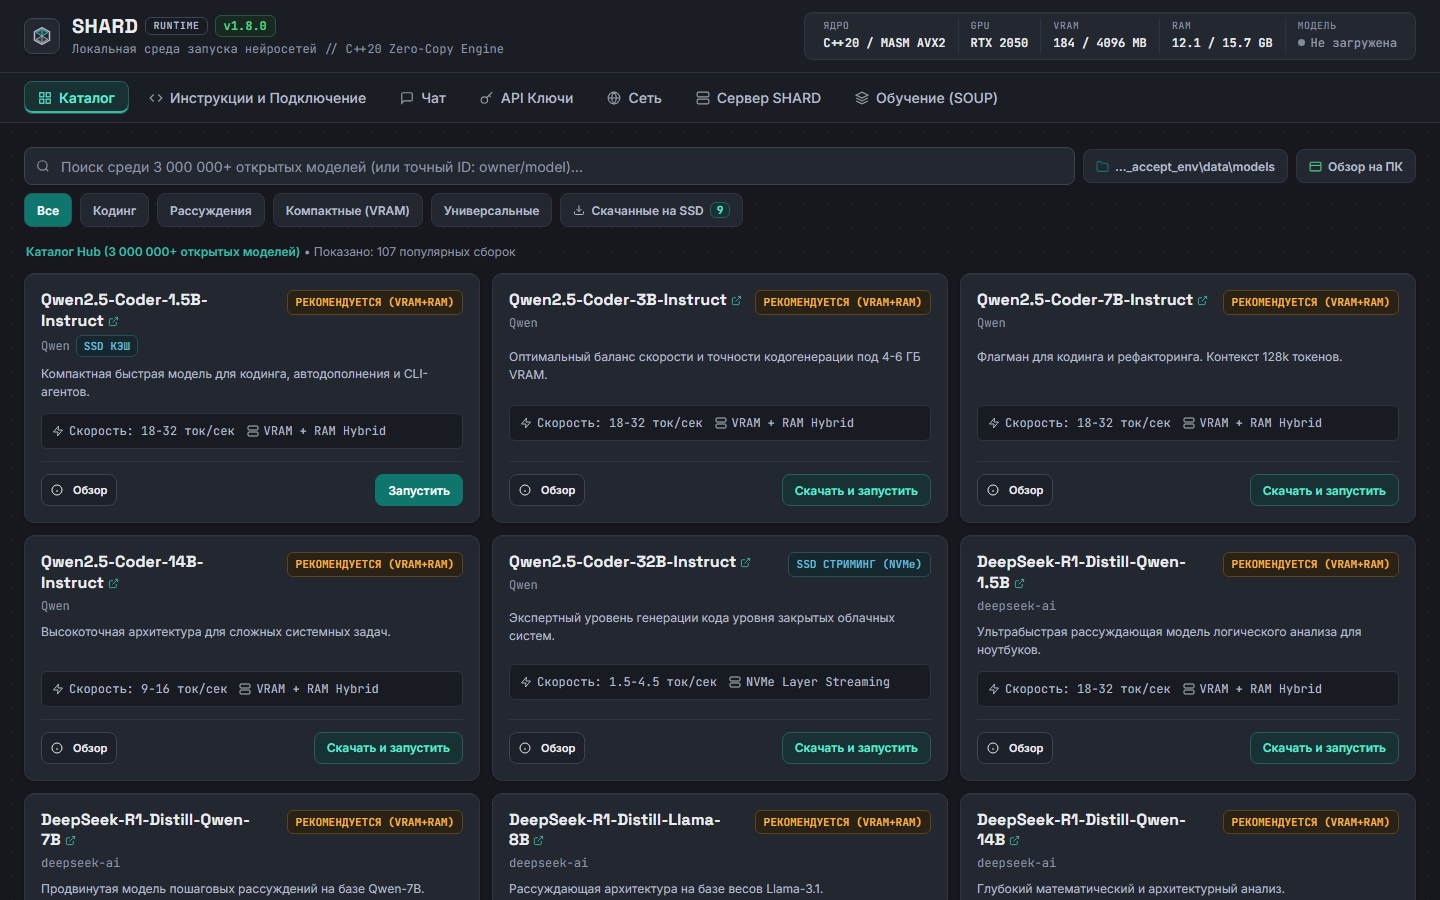 SHARD RUNTIME v1.8.0
Локальная среда запуска нейросетей // C++20 Zero-Copy Engine
ЯДРО
C++20 / MASM AVX2
GPU
RTX 2050
VRAM
184 / 4096 MB
RAM
12.1 / 15.7 GB
МОДЕЛЬ
Не загружена
Каталог
Инструкции и Подключение
Чат
API Ключи
Сеть
Сервер SHARD
Обучение (SOUP)
Поиск среди 3 000 000+ открытых моделей (или точный ID: owner/model)...
..._accept_env\data\models
Обзор на ПК
Все
Кодинг
Рассуждения
Компактные (VRAM)
Универсальные
Скачанные на SSD 9
Каталог Hub (3 000 000+ открытых моделей) • Показано: 107 популярных сборок
Qwen2.5-Coder-1.5B-
Instruct
РЕКОМЕНДУЕТСЯ (VRAM+RAM)
Qwen SSD КЭШ
Компактная быстрая модель для кодинга, автодополнения и CLI-
агентов.
Скорость: 18-32 ток/сек VRAM + RAM Hybrid
Обзор
Запустить
Qwen2.5-Coder-3B-Instruct
РЕКОМЕНДУЕТСЯ (VRAM+RAM)
Qwen
Оптимальный баланс скорости и точности кодогенерации под 4-6 ГБ
VRAM.
Скорость: 18-32 ток/сек VRAM + RAM Hybrid
Обзор
Скачать и запустить
Qwen2.5-Coder-7B-Instruct
РЕКОМЕНДУЕТСЯ (VRAM+RAM)
Qwen
Флагман для кодинга и рефакторинга. Контекст 128k токенов.
Скорость: 18-32 ток/сек VRAM + RAM Hybrid
Обзор
Скачать и запустить
Qwen2.5-Coder-14B-
Instruct
РЕКОМЕНДУЕТСЯ (VRAM+RAM)
Qwen
Высокоточная архитектура для сложных системных задач.
Скорость: 9-16 ток/сек VRAM + RAM Hybrid
Обзор
Скачать и запустить
Qwen2.5-Coder-32B-Instruct
SSD СТРИМИНГ (NVMe)
Qwen
Экспертный уровень генерации кода уровня закрытых облачных
систем.
Скорость: 1.5-4.5 ток/сек NVMe Layer Streaming
Обзор
Скачать и запустить
DeepSeek-R1-Distill-Qwen-
1.5B
РЕКОМЕНДУЕТСЯ (VRAM+RAM)
deepseek-ai
Ультрабыстрая рассуждающая модель логического анализа для
ноутбуков.
Скорость: 18-32 ток/сек VRAM + RAM Hybrid
Обзор
Скачать и запустить
DeepSeek-R1-Distill-Qwen-
7B
РЕКОМЕНДУЕТСЯ (VRAM+RAM)
deepseek-ai
Продвинутая модель пошаговых рассуждений на базе Qwen-7B.
DeepSeek-R1-Distill-Llama-
8B
РЕКОМЕНДУЕТСЯ (VRAM+RAM)
deepseek-ai
Рассуждающая архитектура на базе весов Llama-3.1.
DeepSeek-R1-Distill-Qwen-
14B
РЕКОМЕНДУЕТСЯ (VRAM+RAM)
deepseek-ai
Глубокий математический и архитектурный анализ.